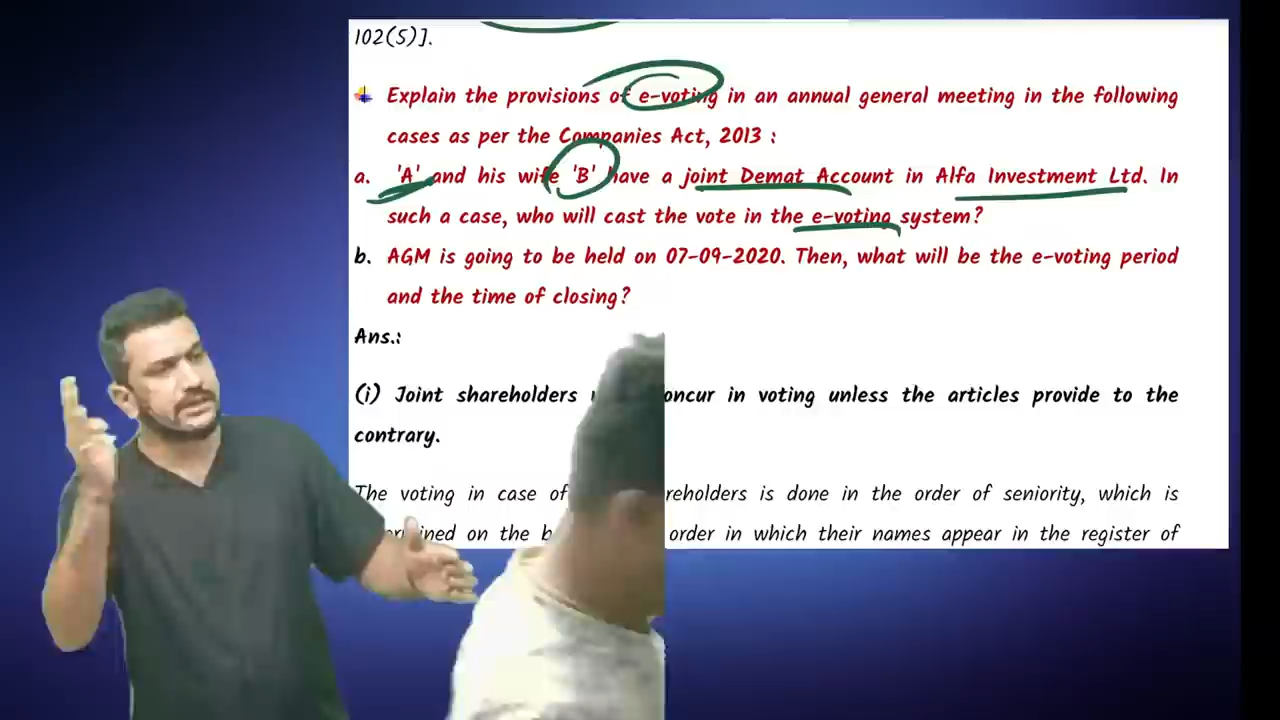 102(5)].
Explain the provisions of e-voting in an annual general meeting in the following
cases as per the Companies Act, 2013 :
a. 'A' and his wife 'B' have a joint Demat Account in Alfa Investment Ltd. In
such a case, who will cast the vote in the e-voting system?
b. AGM is going to be held on 07-09-2020. Then, what will be the e-voting period
and the time of closing?
Ans.:
(i) Joint shareholders in voting unless the articles provide to the
contrary.
The voting in case of is done in the order of seniority, which is
on the order in which their names appear in the register of